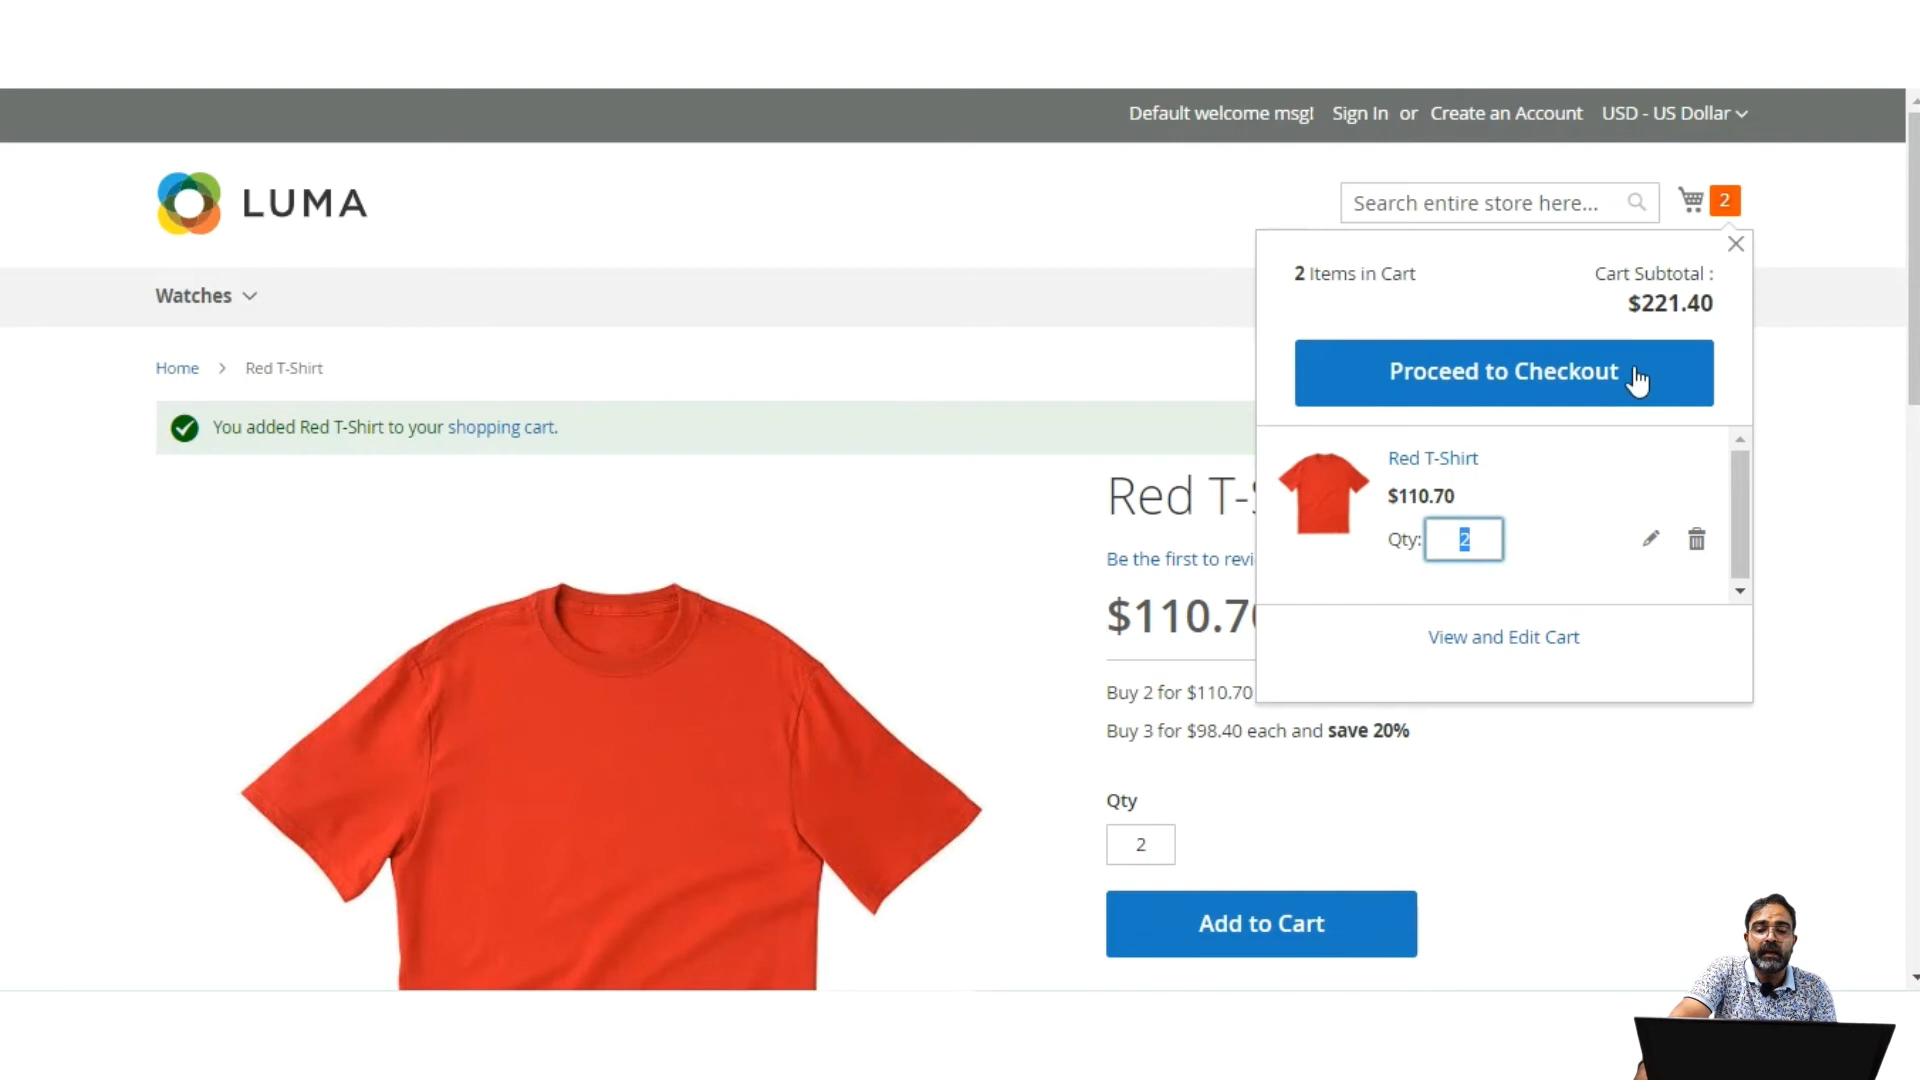 Default welcome msg! Sign In or Create an Account USD - US Dollar
LUMA
Search entire store here...
2
2 Items in Cart
Cart Subtotal :
$221.40
Watches
Proceed to Checkout
Home > Red T-Shirt
You added Red T-Shirt to your shopping cart.
Red T-Shirt
$110.70
Qty: 2
View and Edit Cart
Red T-
Be the first to revi
$110.7
Buy 2 for $110.70
Buy 3 for $98.40 each and save 20%
Qty
2
Add to Cart